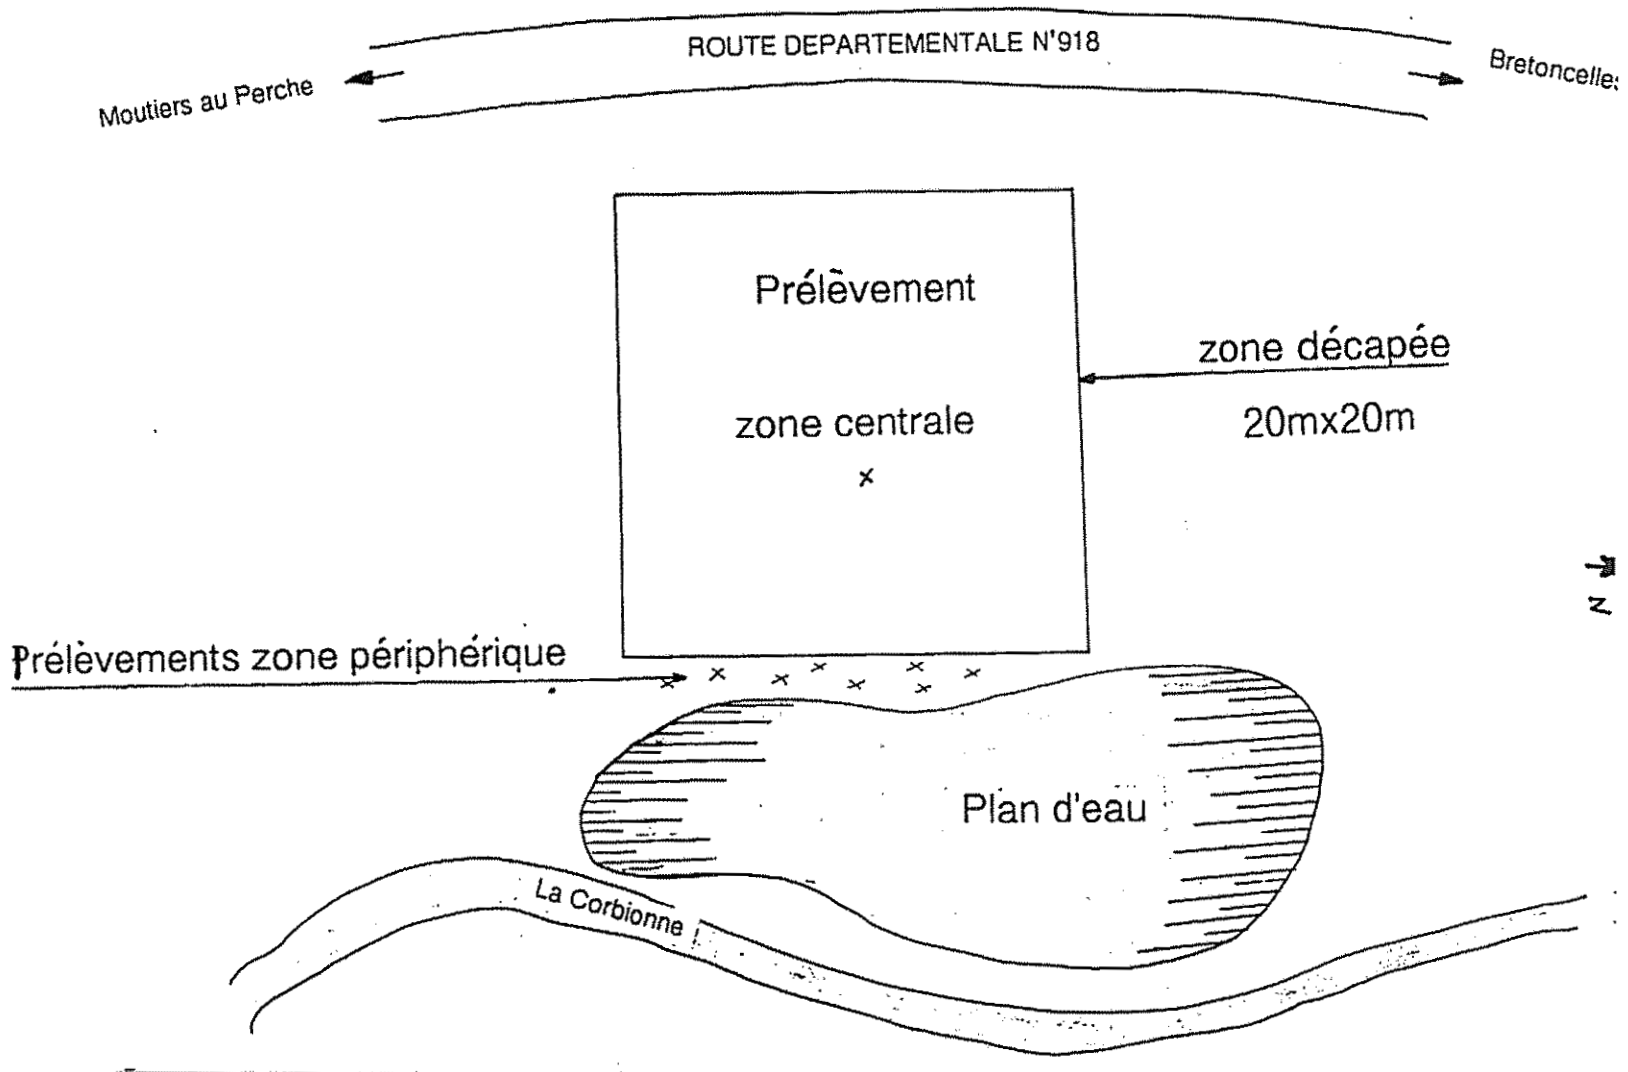 ROUTE DEPARTEMENTALE N'918
Moutiers au Perche
Bretoncelles
Prélèvement
zone décapée
zone centrale
20mx20m
x
N
Prélèvements zone périphérique
x x x x x x x x
Plan d'eau
La Corbionne